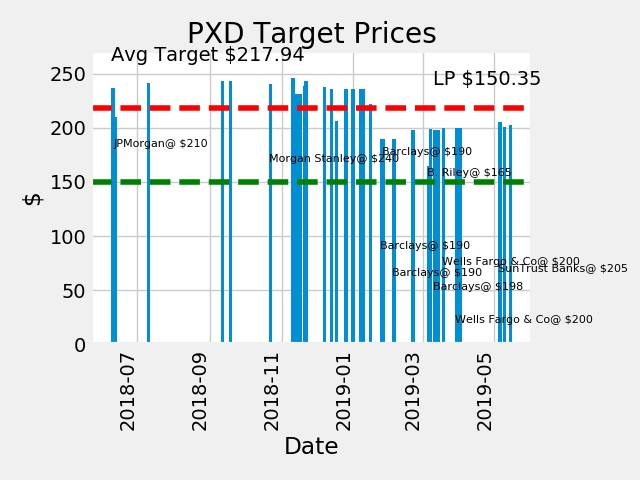 PXD Target Prices
Avg Target $217.94
LP $150.35
250
200
150
100
50
0
$
JPMorgan@ $210
Morgan Stanley@ $240
Barclays@ $190
B. Riley@ $165
Barclays@ $190
Wells Fargo & Co@ $200
SunTrust Banks@ $205
Barclays@ $190
Barclays@ $198
Wells Fargo & Co@ $200
2018-07
2018-09
2018-11
2019-01
2019-03
2019-05
Date